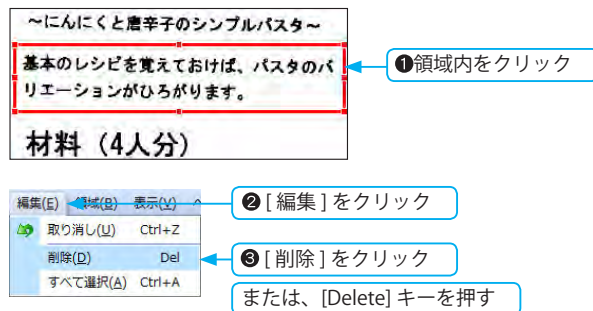 ~にんにくと唐辛子のシンプルパスタ~
基本のレシピを覚えておけば、パスタのバ
リエーションがひろがります。
❶領域内をクリック
材料（4人分）
編集(E) 領域(B) 表示(V)
❷ [ 編集 ] をクリック
取り消し(U) Ctrl+Z
削除(D) Del
❸ [ 削除 ] をクリック
すべて選択(A) Ctrl+A
または、[Delete] キーを押す